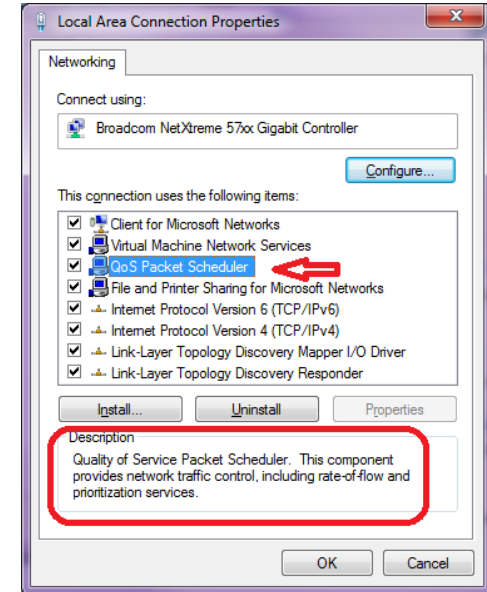 Local Area Connection Properties
Networking
Connect using:
Broadcom NetXtreme 57xx Gigabit Controller
Configure...
This connection uses the following items:
Client for Microsoft Networks
Virtual Machine Network Services
QoS Packet Scheduler
File and Printer Sharing for Microsoft Networks
Internet Protocol Version 6 (TCP/IPv6)
Internet Protocol Version 4 (TCP/IPv4)
Link-Layer Topology Discovery Mapper I/O Driver
Link-Layer Topology Discovery Responder
Install... Uninstall Properties
Description
Quality of Service Packet Scheduler. This component
provides network traffic control, including rate-of-flow and
prioritization services.
OK Cancel